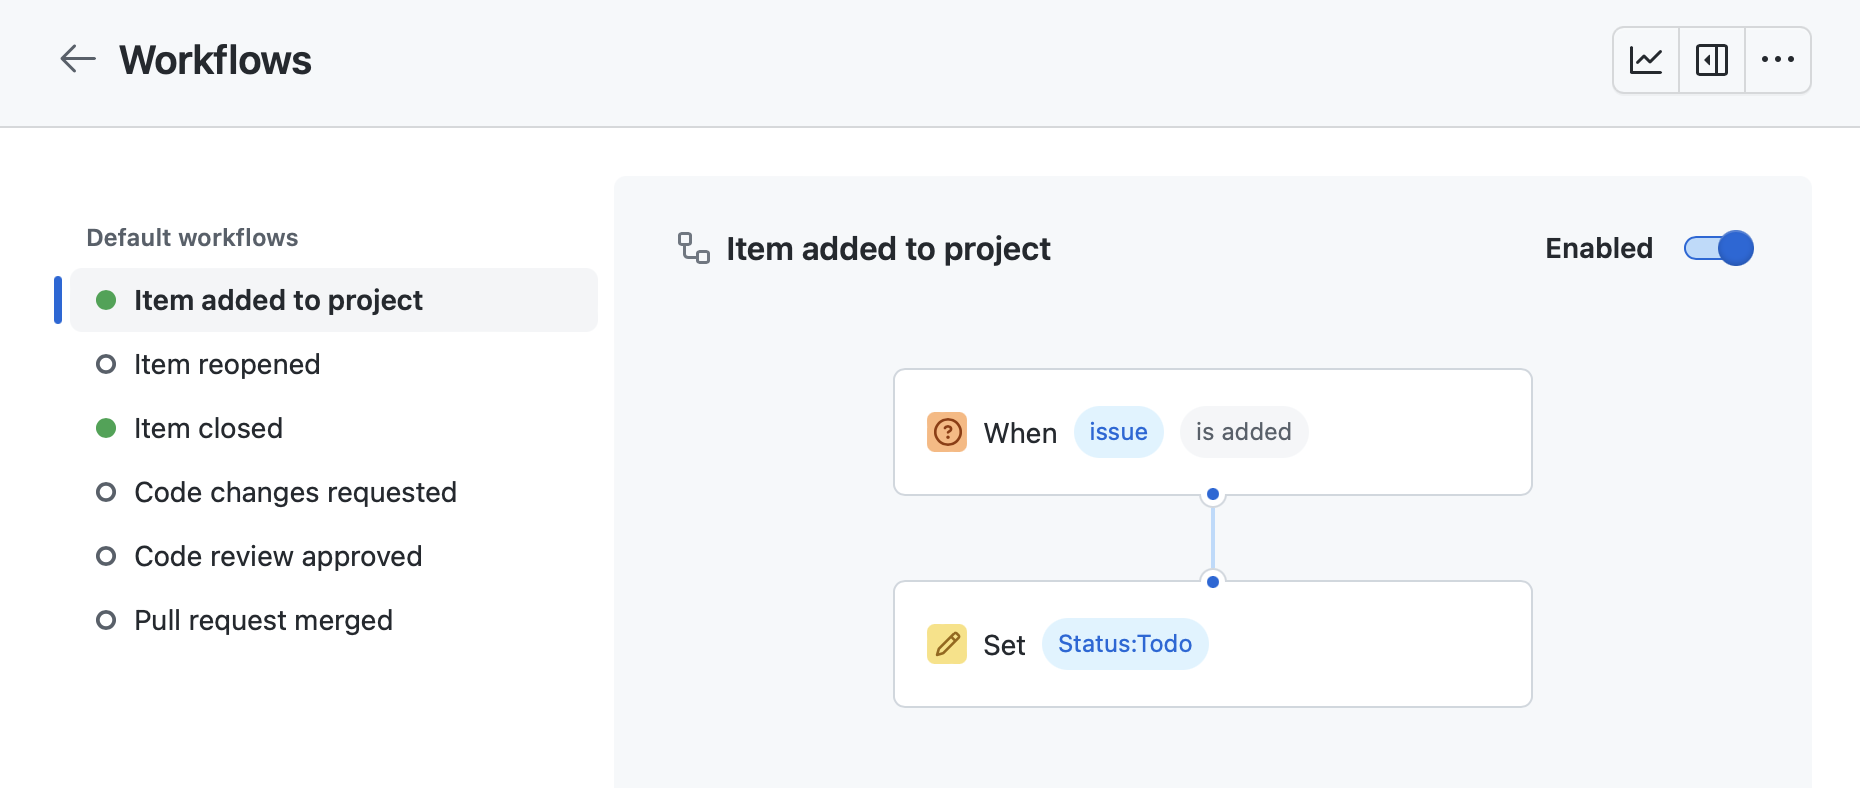 Workflows
Default workflows
Item added to project
Item reopened
Item closed
Code changes requested
Code review approved
Pull request merged
Item added to project
Enabled
When issue is added
Set Status:Todo